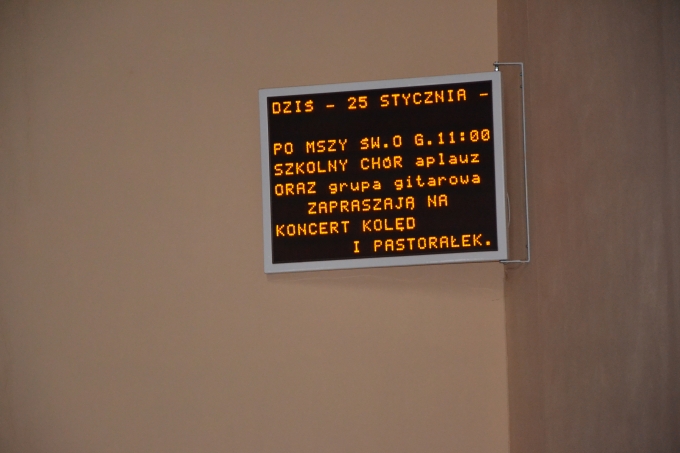 DZIŚ - 25 STYCZNIA -
PO MSZY ŚW.O G.11:00
SZKOLNY CHóR aplauz
ORAZ grupa gitarowa
ZAPRASZAJĄ NA
KONCERT KOLĘD
I PASTORAŁEK.